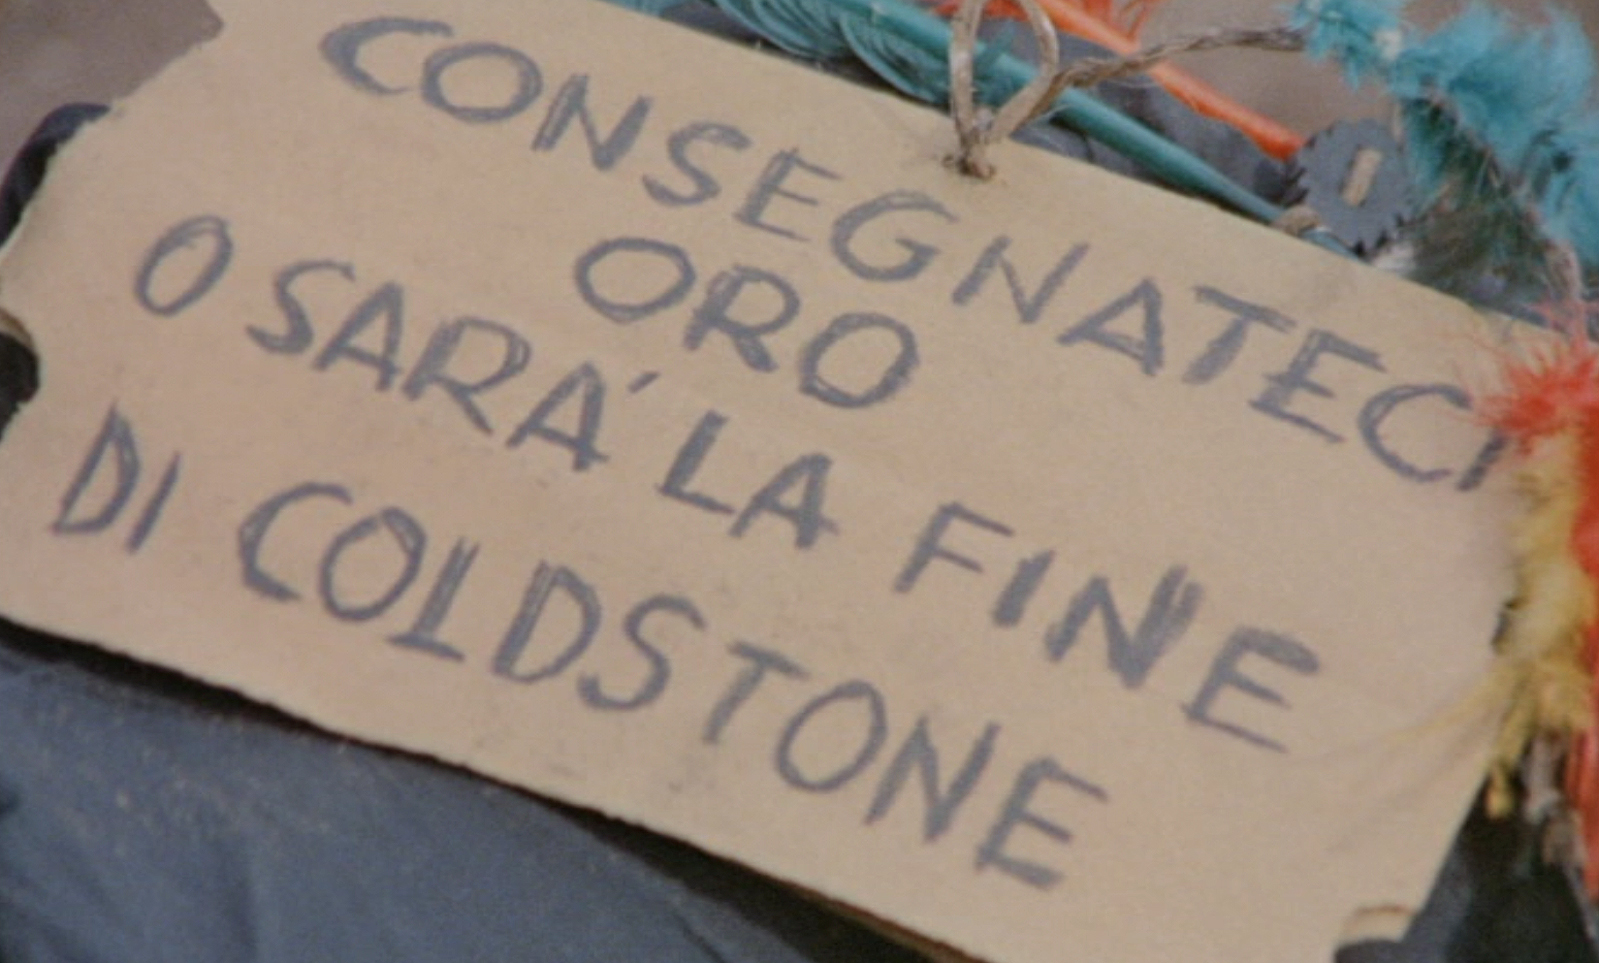 CONSEGNATECI
ORO
O SARA' LA FINE
DI COLDSTONE